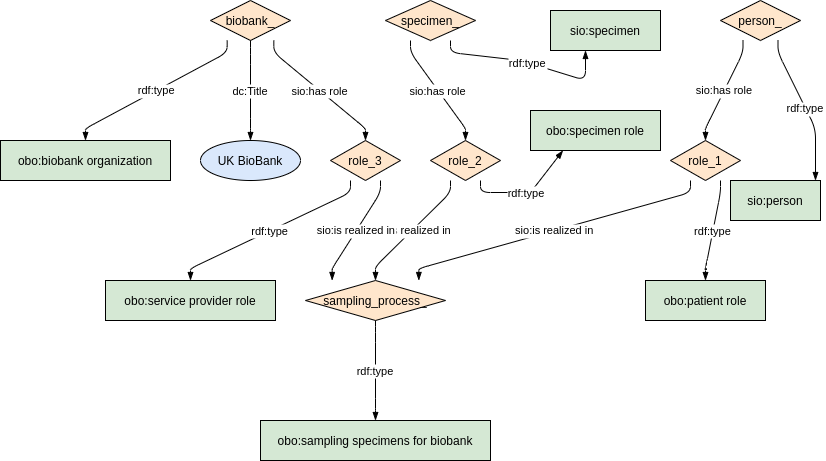 biobank_
specimen_
sio:specimen
person_
rdf:type
rdf:type
dc:Title
sio:has role
sio:has role
sio:has role
rdf:type
obo:biobank organization
UK BioBank
role_3
role_2
obo:specimen role
role_1
rdf:type
sio:person
rdf:type
sio:is realized in
realized in
sio:is realized in
rdf:type
obo:service provider role
sampling_process_
obo:patient role
rdf:type
obo:sampling specimens for biobank